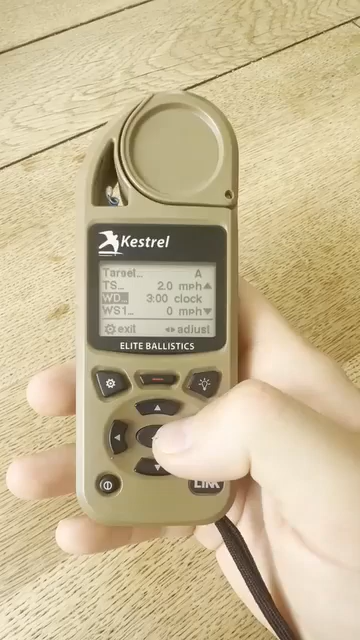 Kestrel
Target… A
TS… 2.0 mph▲
WD… 3:00 clock
WS1… 0 mph▼
exit ◂▸adjust
ELITE BALLISTICS
LiNK